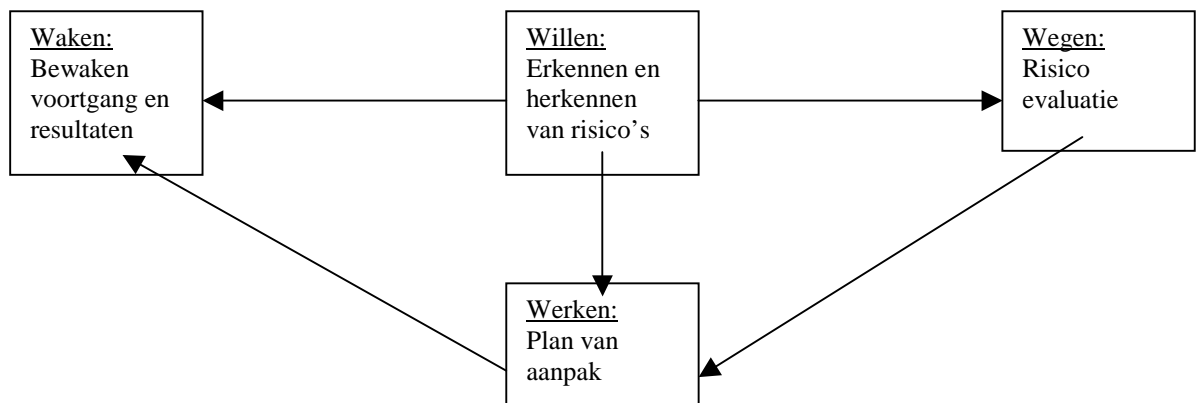 Waken:
Bewaken
voortgang en
resultaten
Willen:
Erkennen en
herkennen
van risico’s
Wegen:
Risico
evaluatie
Werken:
Plan van
aanpak